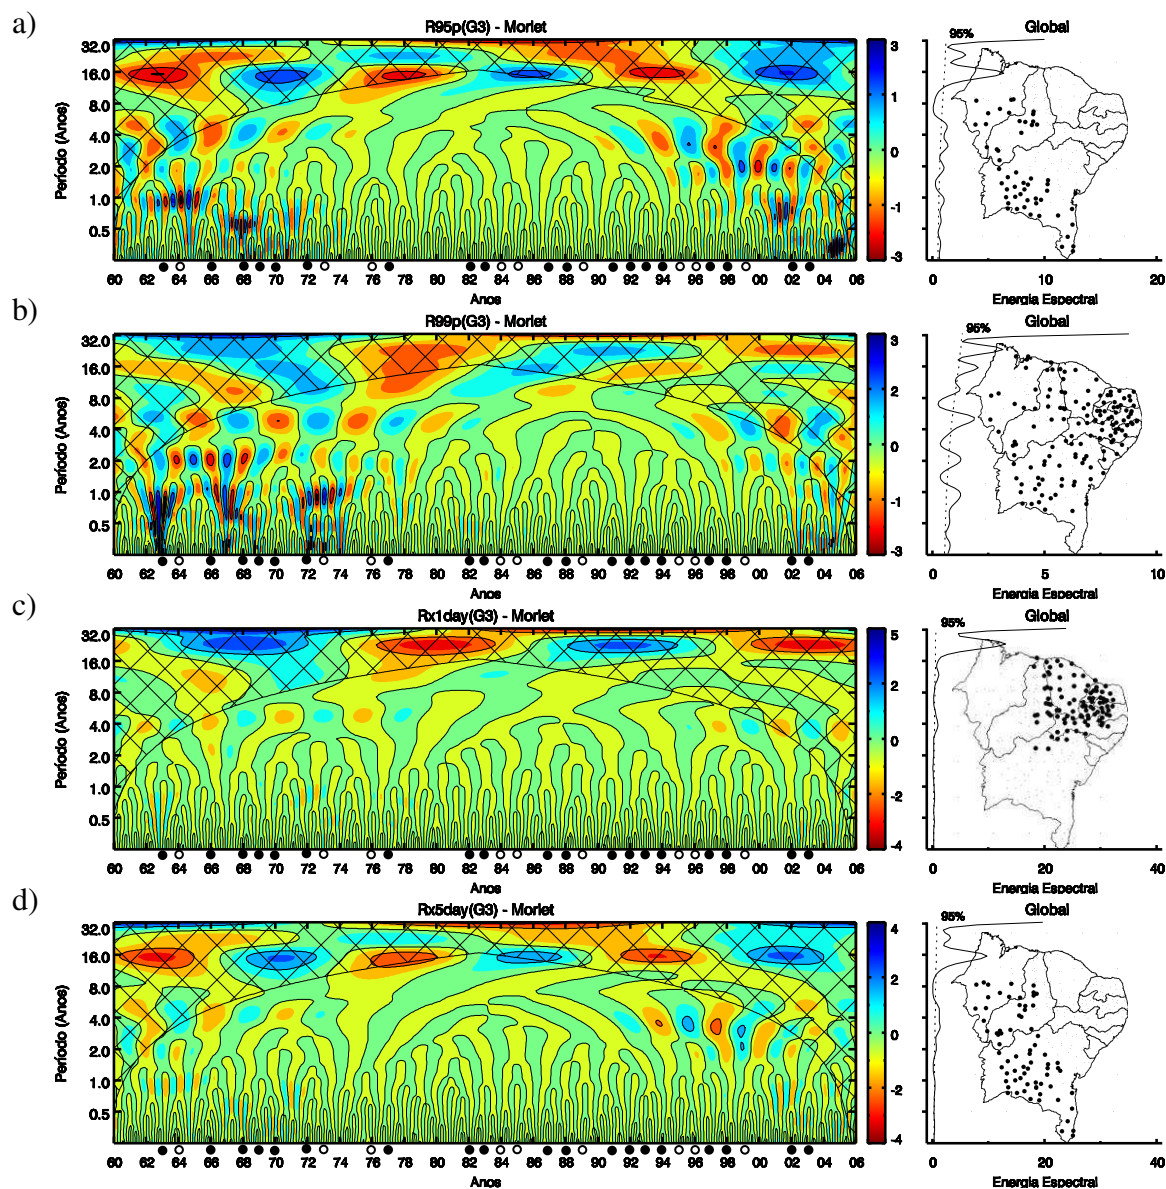 a)
R95p(G3) - Morlet
Global
95%
Período (Anos)
32.0
16.0
8.0
4.0
2.0
1.0
0.5
3
1
0
-1
-3
60 62 64 66 68 70 72 74 76 78 80 82 84 86 88 90 92 94 96 98 00 02 04 06
Anos
0 10 20
Energia Espectral
b)
R99p(G3) - Morlet
Global
95%
Período (Anos)
32.0
16.0
8.0
4.0
2.0
1.0
0.5
3
2
0
-1
-3
60 62 64 66 68 70 72 74 76 78 80 82 84 86 88 90 92 94 96 98 00 02 04 06
Anos
0 5 10
Energia Espectral
c)
Rx1day(G3) - Morlet
Global
95%
Período (Anos)
32.0
16.0
8.0
4.0
2.0
1.0
0.5
5
2
0
-2
-4
60 62 64 66 68 70 72 74 76 78 80 82 84 86 88 90 92 94 96 98 00 02 04 06
Anos
0 20 40
Energia Espectral
d)
Rx5day(G3) - Morlet
Global
95%
Período (Anos)
32.0
16.0
8.0
4.0
2.0
1.0
0.5
4
2
0
-2
-4
60 62 64 66 68 70 72 74 76 78 80 82 84 86 88 90 92 94 96 98 00 02 04 06
Anos
0 20 40
Energia Espectral